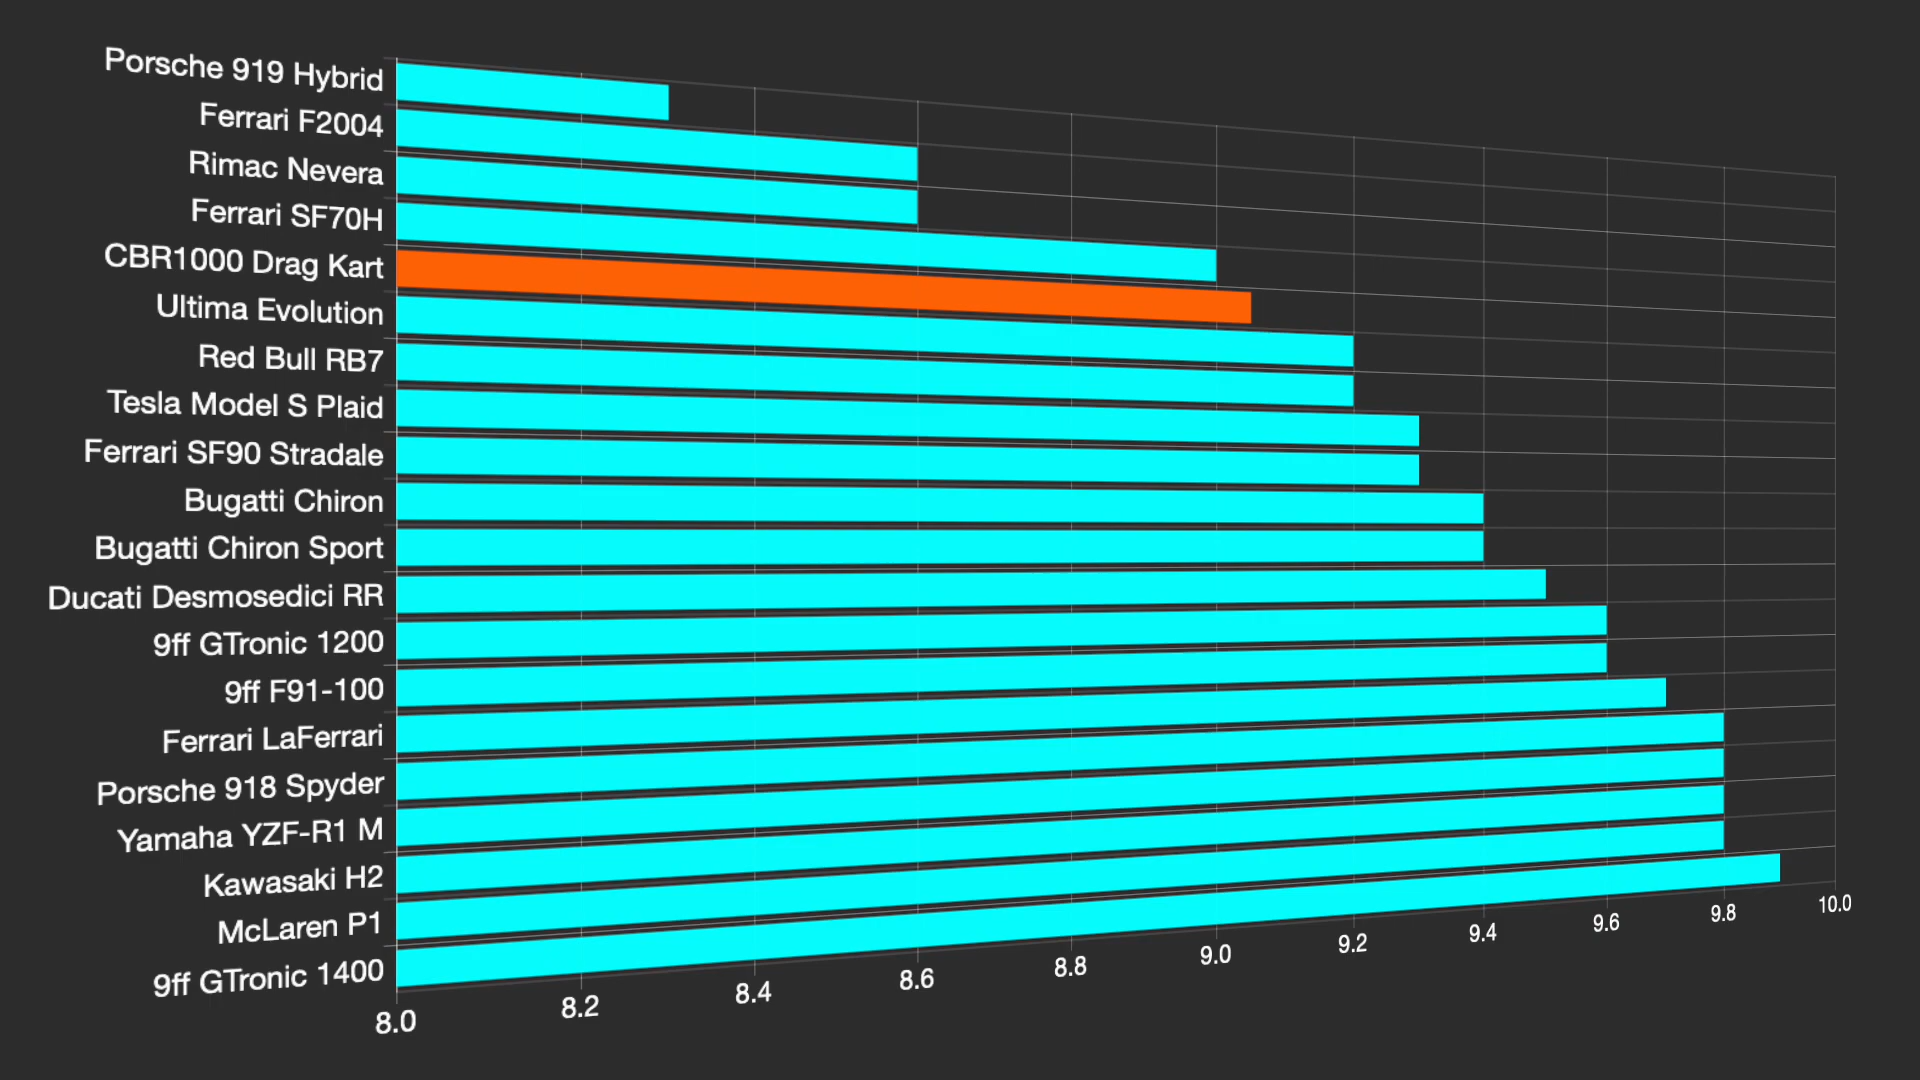 Porsche 919 Hybrid
Ferrari F2004
Rimac Nevera
Ferrari SF70H
CBR1000 Drag Kart
Ultima Evolution
Red Bull RB7
Tesla Model S Plaid
Ferrari SF90 Stradale
Bugatti Chiron
Bugatti Chiron Sport
Ducati Desmosedici RR
9ff GTronic 1200
9ff F91-100
Ferrari LaFerrari
Porsche 918 Spyder
Yamaha YZF-R1 M
Kawasaki H2
McLaren P1
9ff GTronic 1400
8.0 8.2 8.4 8.6 8.8 9.0 9.2 9.4 9.6 9.8 10.0